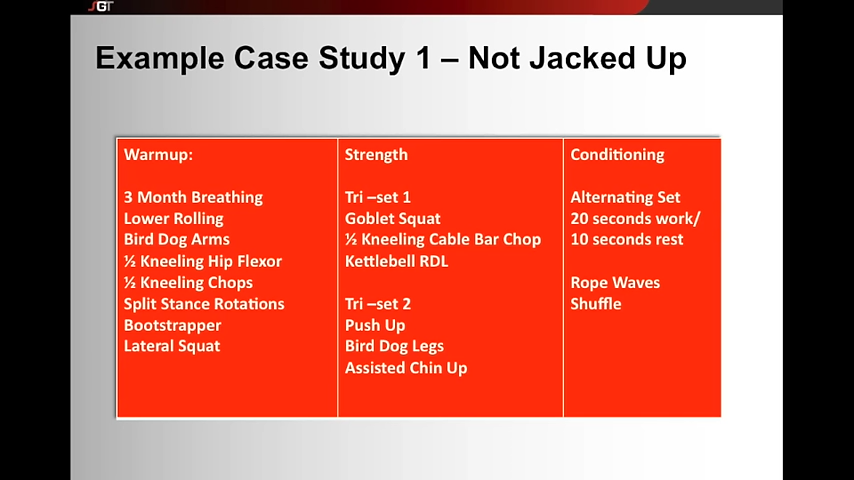 SGT
Example Case Study 1 – Not Jacked Up
Warmup:
3 Month Breathing
Lower Rolling
Bird Dog Arms
½ Kneeling Hip Flexor
½ Kneeling Chops
Split Stance Rotations
Bootstrapper
Lateral Squat
Strength
Tri –set 1
Goblet Squat
½ Kneeling Cable Bar Chop
Kettlebell RDL
Tri –set 2
Push Up
Bird Dog Legs
Assisted Chin Up
Conditioning
Alternating Set
20 seconds work/
10 seconds rest
Rope Waves
Shuffle